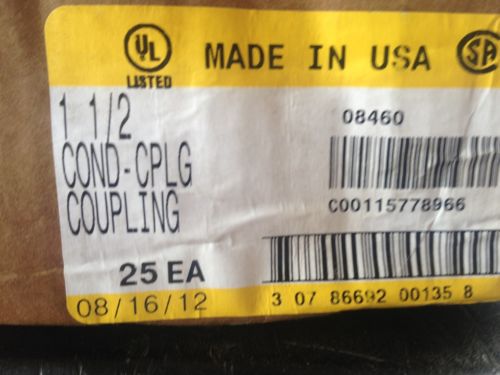 UL
LISTED
MADE IN USA
SA
1 1/2
COND-CPLG
COUPLING
08460
C00115778966
25 EA
08/16/12
3 07 86692 00135 8